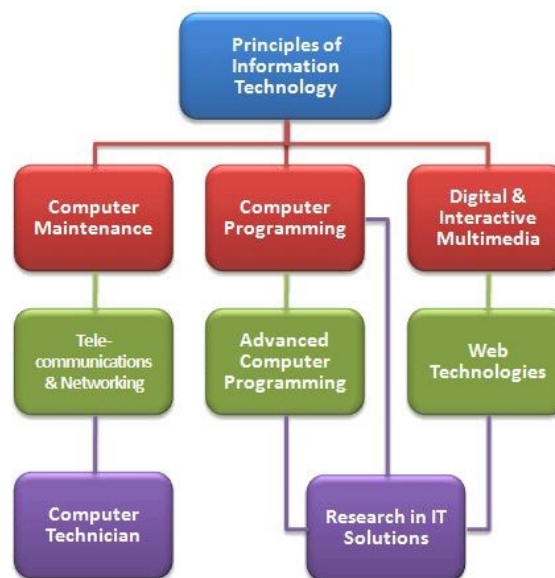 Principles of
Information
Technology
Computer
Maintenance
Computer
Programming
Digital &
Interactive
Multimedia
Tele-
communications
& Networking
Advanced
Computer
Programming
Web
Technologies
Computer
Technician
Research in IT
Solutions